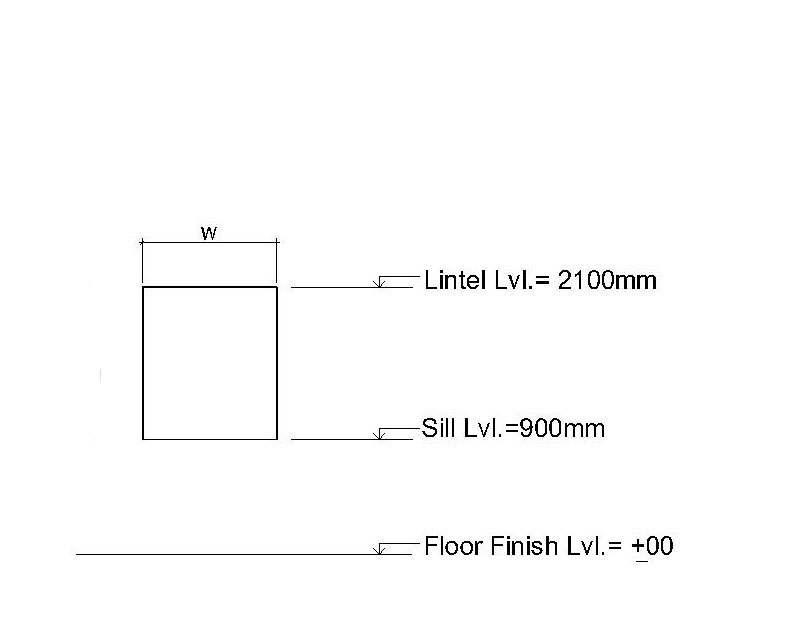 W
Lintel Lvl.= 2100mm
Sill Lvl.=900mm
Floor Finish Lvl.= ±00